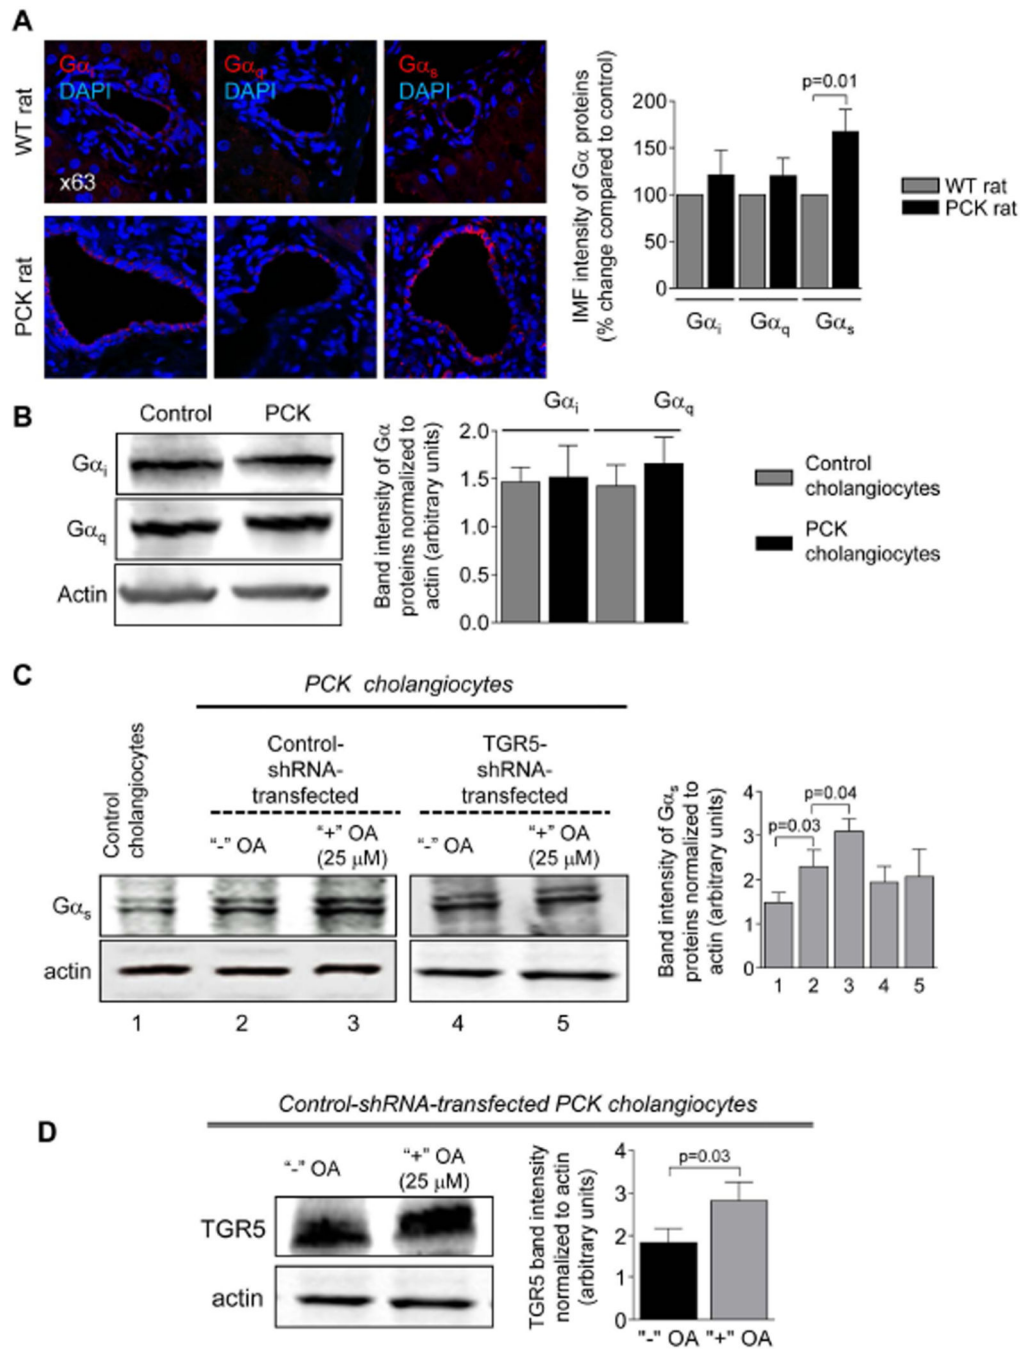 A
WT rat
Gαi
DAPI
x63
Gαq
DAPI
Gαs
DAPI
PCK rat
IMF intensity of Gα proteins
(% change compared to control)
200
150
100
50
0
p=0.01
Gαi
Gαq
Gαs
WT rat
PCK rat
B
Control
PCK
Gαi
Gαq
Actin
Band intensity of Gα
proteins normalized to
actin (arbitrary units)
2.0
1.5
1.0
0.5
0.0
Gαi
Gαq
Control
cholangiocytes
PCK
cholangiocytes
C
PCK cholangiocytes
Control
cholangiocytes
Control-
shRNA-
transfected
TGR5-
shRNA-
transfected
"-" OA
"+" OA
(25 µM)
"-" OA
"+" OA
(25 µM)
Gαs
actin
1
2
3
4
5
Band intensity of Gαs
proteins normalized to
actin (arbitrary units)
4
3
2
1
0
p=0.03
p=0.04
1
2
3
4
5
D
Control-shRNA-transfected PCK cholangiocytes
"-" OA
"+" OA
(25 µM)
TGR5
actin
TGR5 band intensity
normalized to actin
(arbitrary units)
4
3
2
1
0
p=0.03
"-" OA
"+" OA